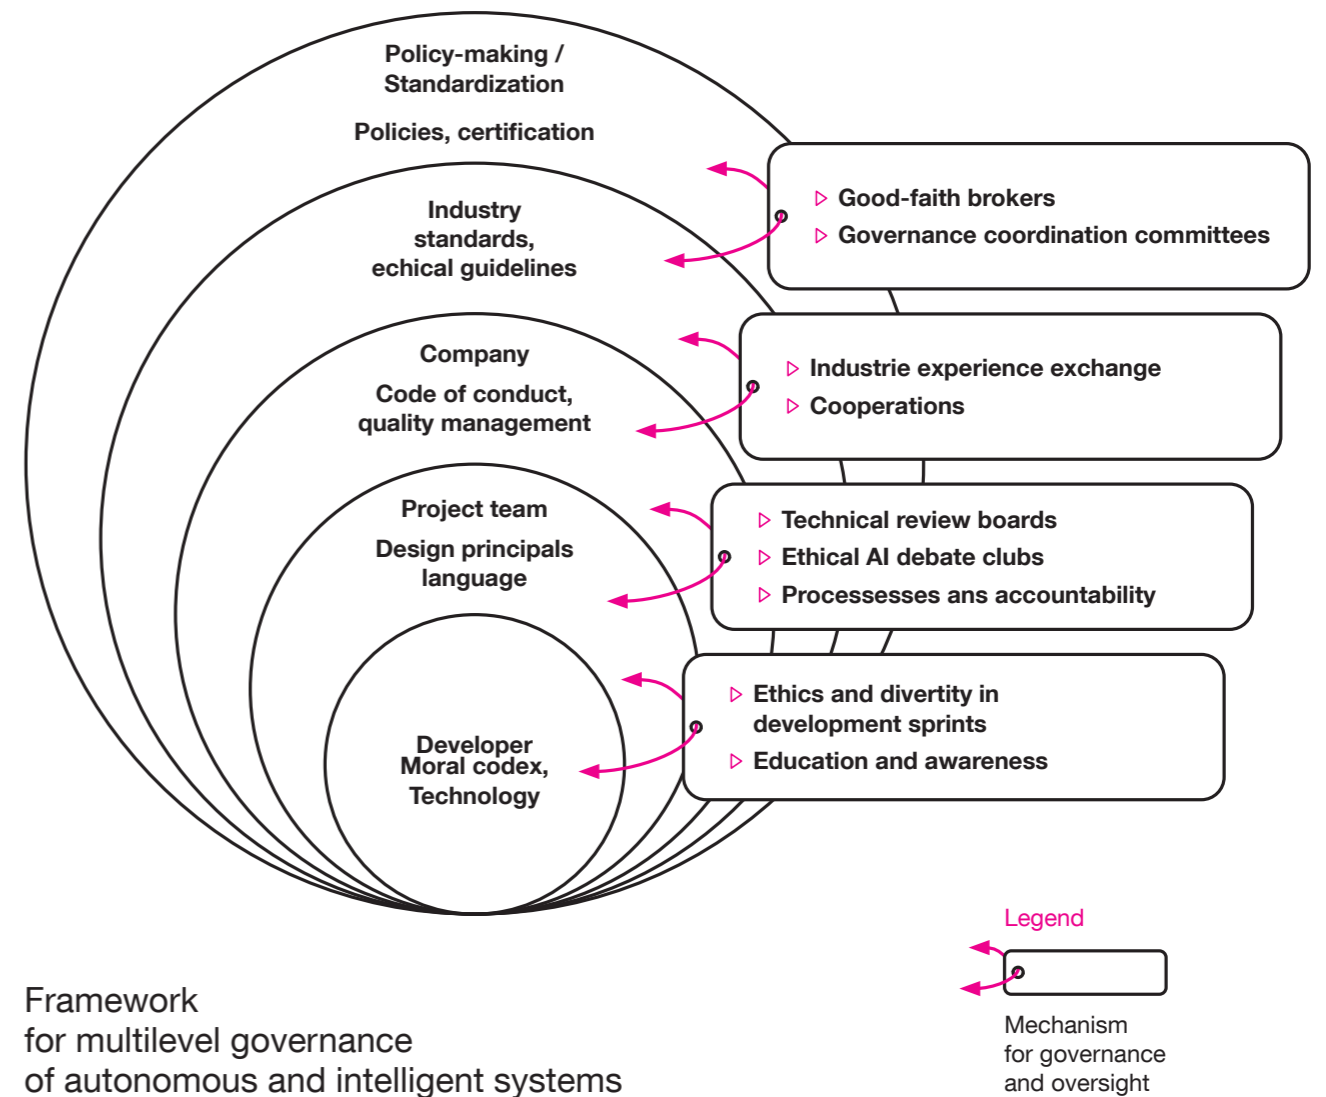 Policy-making /
Standardization
Policies, certification
Industry
standards,
echical guidelines
Company
Code of conduct,
quality management
Project team
Design principals
language
Developer
Moral codex,
Technology
Good-faith brokers
Governance coordination committees
Industrie experience exchange
Cooperations
Technical review boards
Ethical AI debate clubs
Processesses ans accountability
Ethics and divertity in
development sprints
Education and awareness
Legend
Mechanism
for governance
and oversight
Framework
for multilevel governance
of autonomous and intelligent systems